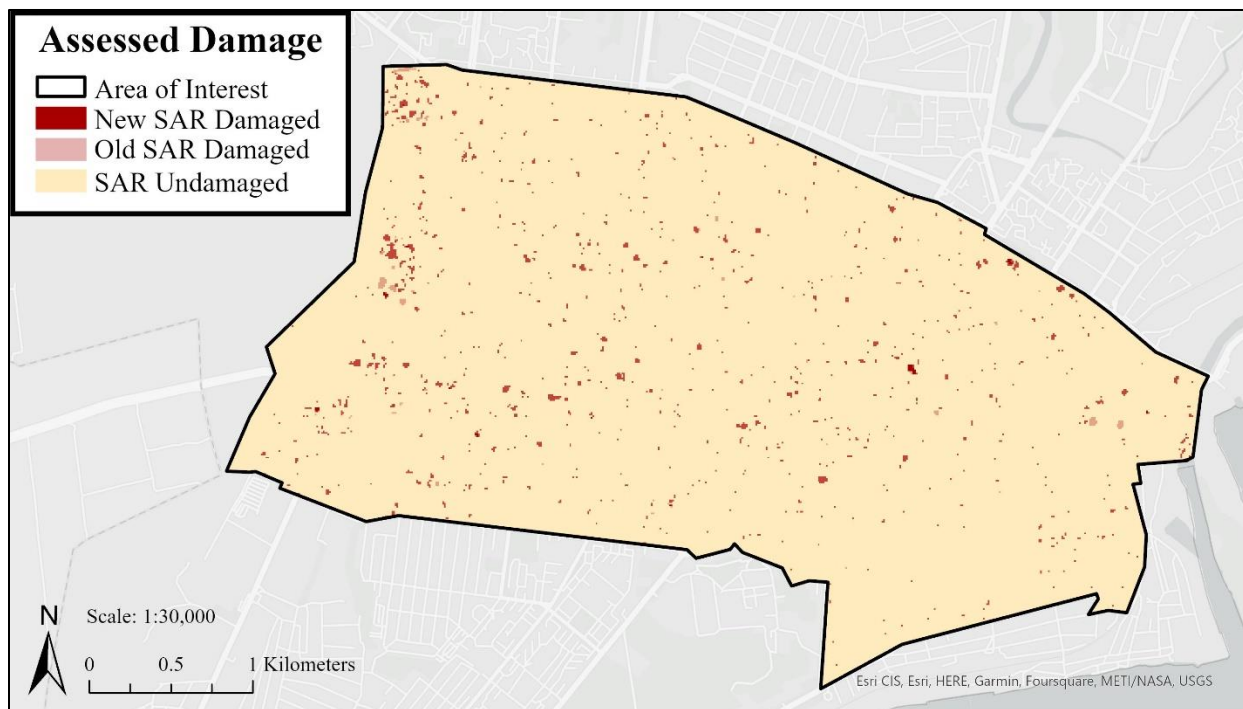 Assessed Damage
Area of Interest
New SAR Damaged
Old SAR Damaged
SAR Undamaged
N
Scale: 1:30,000
0 0.5 1 Kilometers
Esri CIS, Esri, HERE, Garmin, Foursquare, METI/NASA, USGS